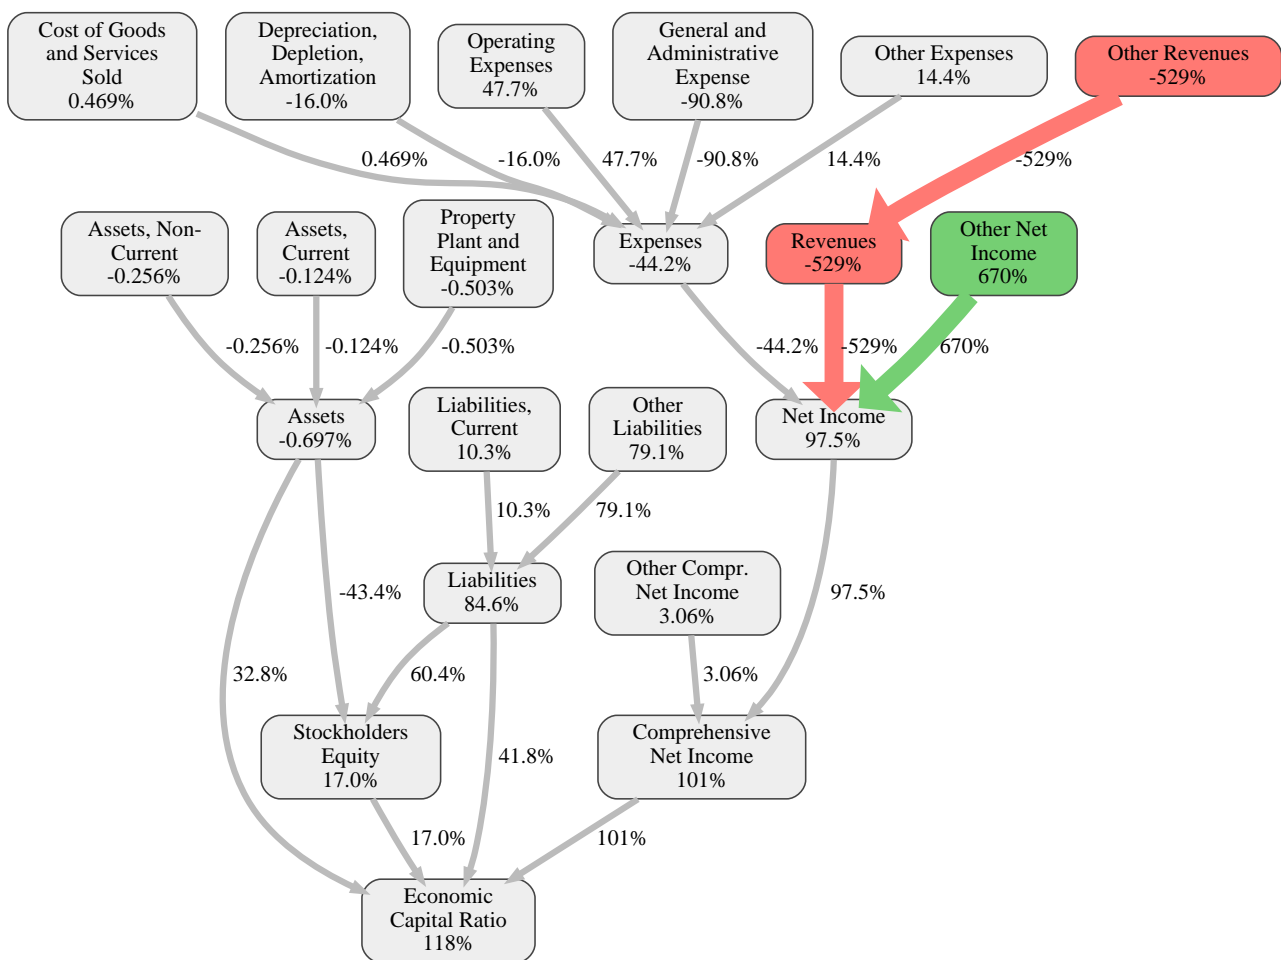 Cost of Goods
and Services
Sold
0.469%
Depreciation,
Depletion,
Amortization
-16.0%
Operating
Expenses
47.7%
General and
Administrative
Expense
-90.8%
Other Expenses
14.4%
Other Revenues
-529%
0.469%
-16.0%
47.7%
-90.8%
14.4%
-529%
Assets, Non-
Current
-0.256%
Assets,
Current
-0.124%
Property
Plant and
Equipment
-0.503%
Expenses
-44.2%
Revenues
-529%
Other Net
Income
670%
-0.256%
-0.124%
-0.503%
-44.2%
-529%
670%
Assets
-0.697%
Liabilities,
Current
10.3%
Other
Liabilities
79.1%
Net Income
97.5%
10.3%
79.1%
Liabilities
84.6%
Other Compr.
Net Income
3.06%
-43.4%
97.5%
32.8%
60.4%
3.06%
Stockholders
Equity
17.0%
41.8%
Comprehensive
Net Income
101%
17.0%
101%
Economic
Capital Ratio
118%